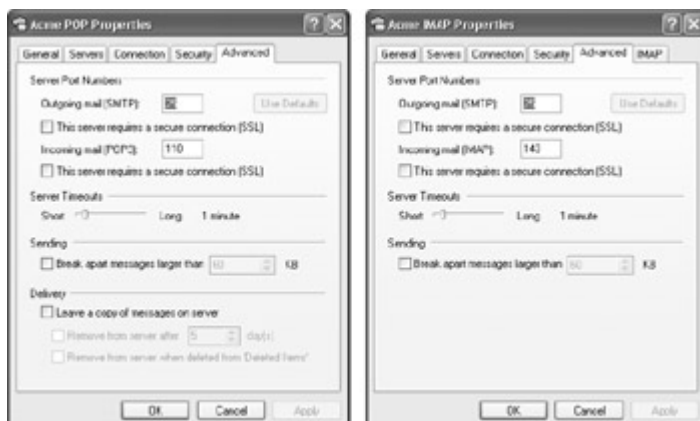 Acme POP Properties
General Servers Connection Security Advanced
Server Port Numbers
Outgoing mail (SMTP): Use Defaults
This server requires a secure connection (SSL)
Incoming mail (POP3): 110
This server requires a secure connection (SSL)
Server Timeouts
Short Long 1 minute
Sending
Break apart messages larger than 60 KB
Delivery
Leave a copy of messages on server
Remove from server after 5 day(s)
Remove from server when deleted from 'Deleted Items'
OK Cancel Apply
Acme IMAP Properties
General Servers Connection Security Advanced IMAP
Server Port Numbers
Outgoing mail (SMTP): Use Defaults
This server requires a secure connection (SSL)
Incoming mail (IMAP): 143
This server requires a secure connection (SSL)
Server Timeouts
Short Long 1 minute
Sending
Break apart messages larger than 60 KB
OK Cancel Apply